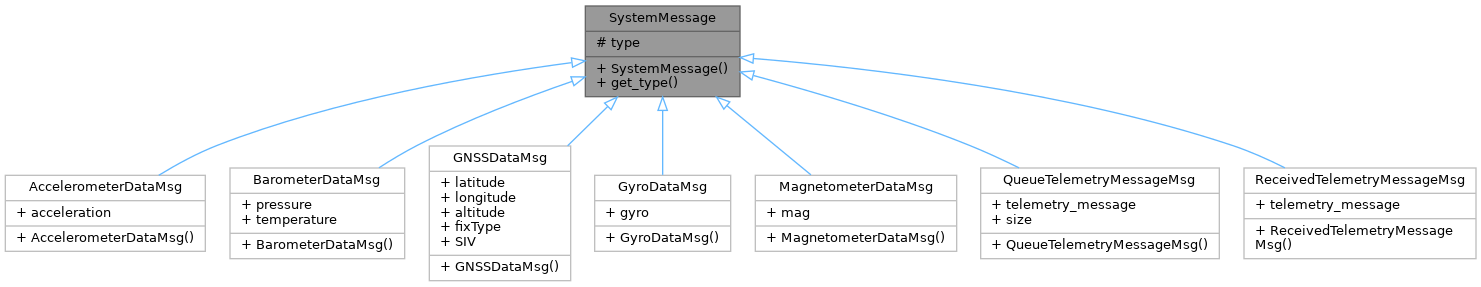 SystemMessage
# type
+ SystemMessage()
+ get_type()
AccelerometerDataMsg
+ acceleration
+ AccelerometerDataMsg()
BarometerDataMsg
+ pressure
+ temperature
+ BarometerDataMsg()
GNSSDataMsg
+ latitude
+ longitude
+ altitude
+ fixType
+ SIV
+ GNSSDataMsg()
GyroDataMsg
+ gyro
+ GyroDataMsg()
MagnetometerDataMsg
+ mag
+ MagnetometerDataMsg()
QueueTelemetryMessageMsg
+ telemetry_message
+ size
+ QueueTelemetryMessageMsg()
ReceivedTelemetryMessageMsg
+ telemetry_message
+ ReceivedTelemetryMessage
Msg()